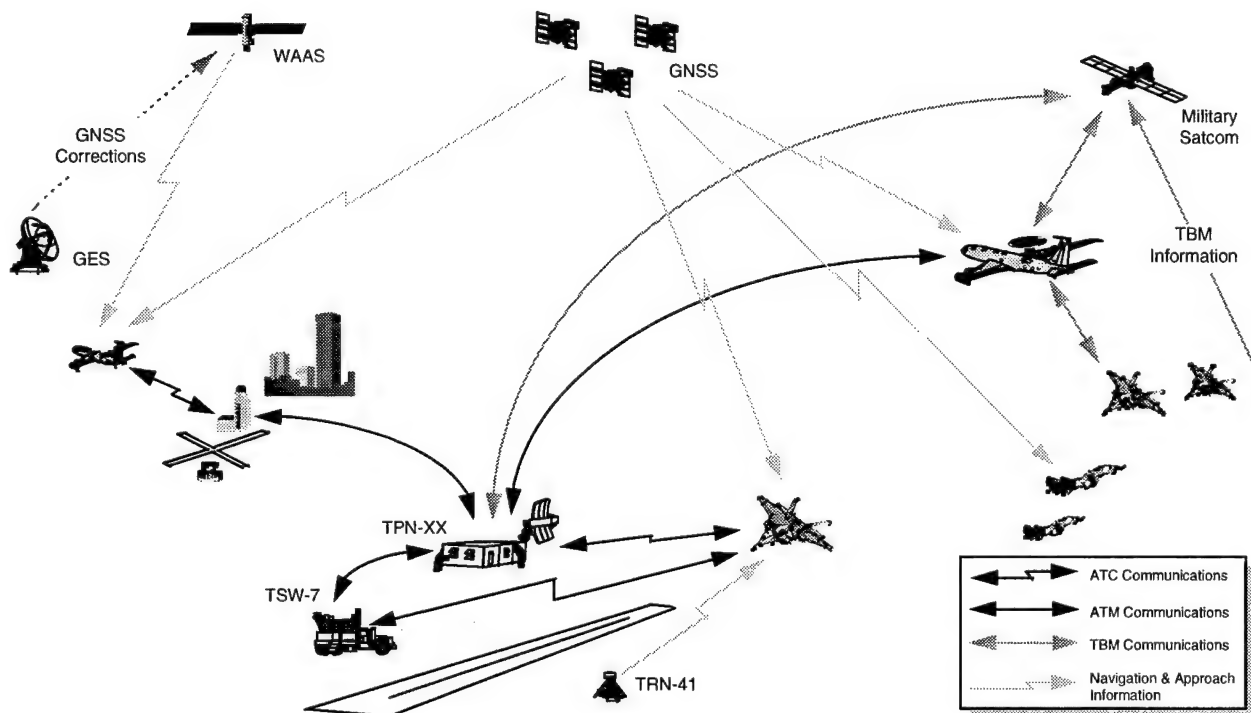 WAAS
GNSS
Military
Satcom
GNSS
Corrections
GES
TBM
Information
TPN-XX
TSW-7
TRN-41
ATC Communications
ATM Communications
TBM Communications
Navigation & Approach
Information